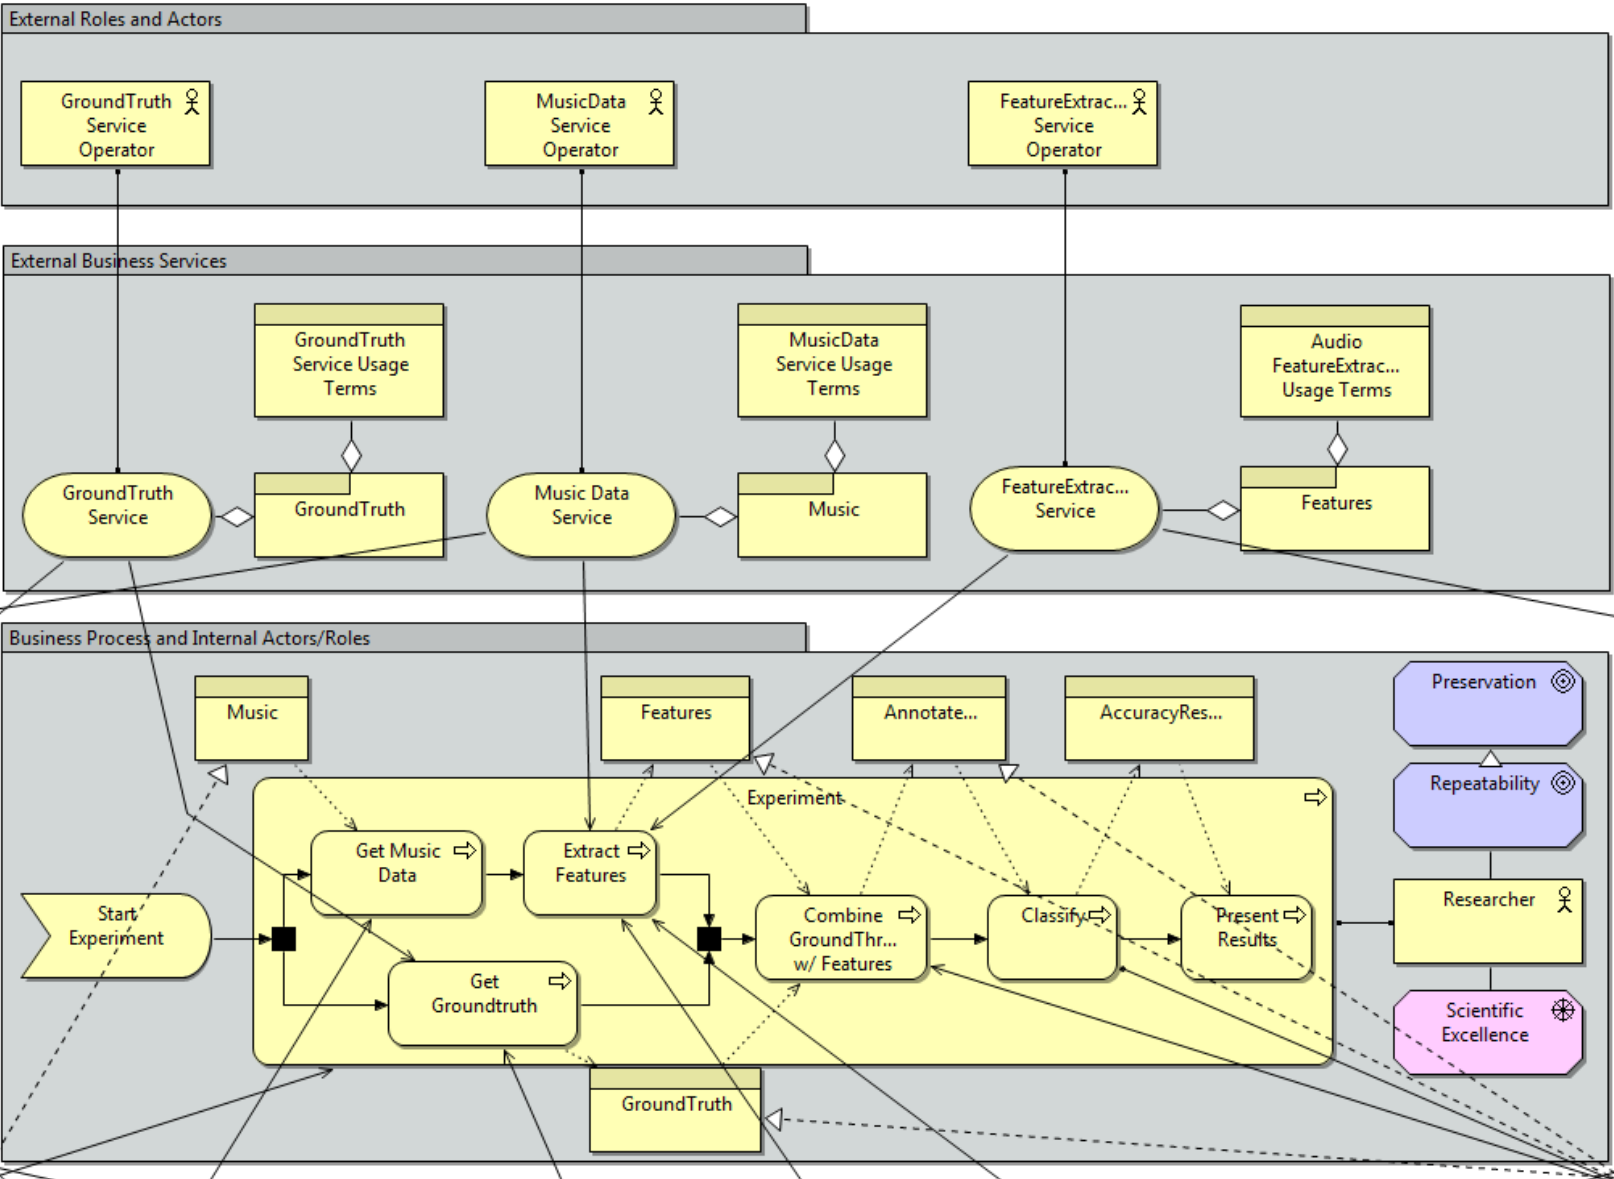 External Roles and Actors
GroundTruth
Service
Operator
MusicData
Service
Operator
FeatureExtrac...
Service
Operator
External Business Services
GroundTruth
Service Usage
Terms
MusicData
Service Usage
Terms
Audio
FeatureExtrac...
Usage Terms
GroundTruth
Service
GroundTruth
Music Data
Service
Music
FeatureExtrac...
Service
Features
Business Process and Internal Actors/Roles
Music
Features
Annotate...
AccuracyRes...
Preservation
Repeatability
Experiment
Get Music
Data
Extract
Features
Start
Experiment
Combine
GroundThr...
w/ Features
Classify
Present
Results
Researcher
Get
Groundtruth
Scientific
Excellence
GroundTruth